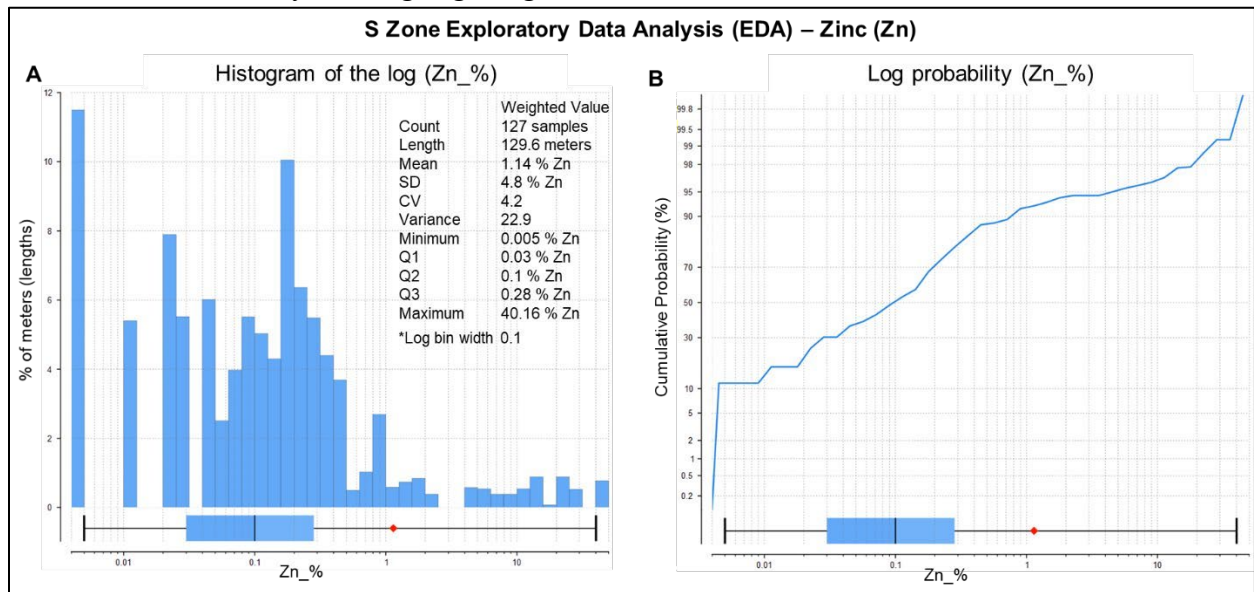 S Zone Exploratory Data Analysis (EDA) – Zinc (Zn)
A
Histogram of the log (Zn_%)
12
10
8
6
4
2
0
% of meters (lengths)
Weighted Value
Count 127 samples
Length 129.6 meters
Mean 1.14 % Zn
SD 4.8 % Zn
CV 4.2
Variance 22.9
Minimum 0.005 % Zn
Q1 0.03 % Zn
Q2 0.1 % Zn
Q3 0.28 % Zn
Maximum 40.16 % Zn
*Log bin width 0.1
0.01 0.1 1 10
Zn_%
B
Log probability (Zn_%)
99.8
99.5
99
98
95
90
70
50
30
10
5
2
1
0.5
0.2
Cumulative Probability (%)
0.01 0.1 1 10
Zn_%